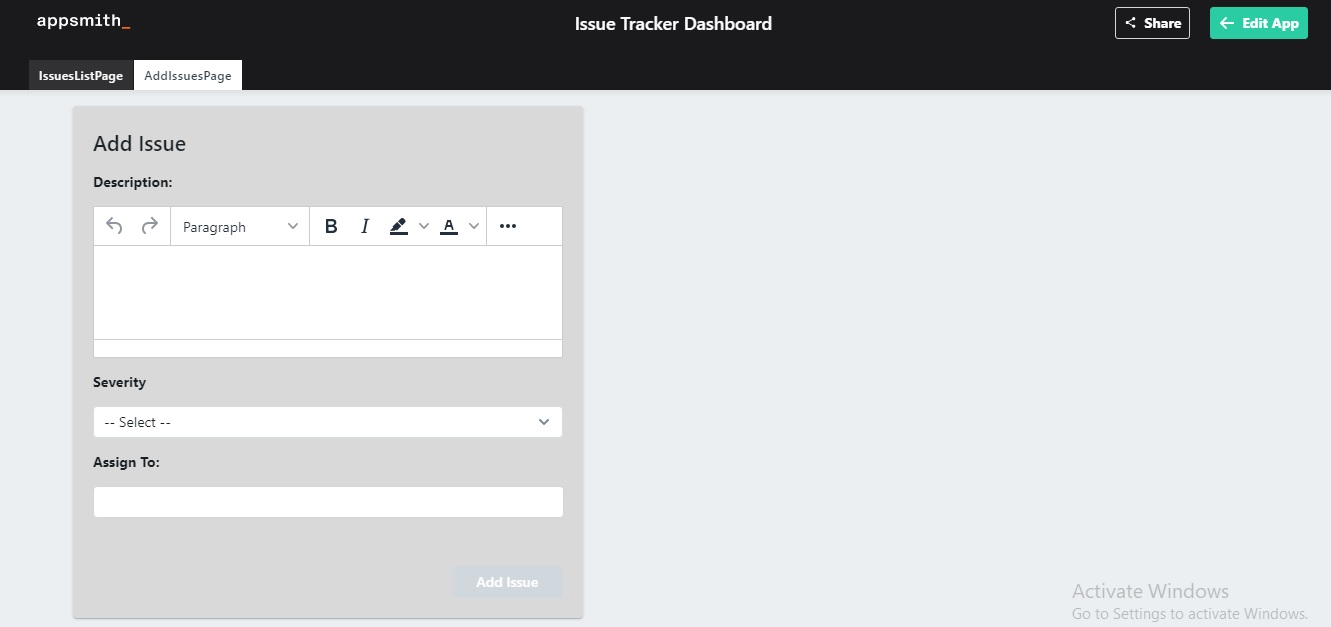 appsmith_
Issue Tracker Dashboard
Share
Edit App
IssuesListPage
AddIssuesPage
Add Issue
Description:
Paragraph
B
I
A
Severity
-- Select --
Assign To:
Add Issue
Activate Windows
Go to Settings to activate Windows.